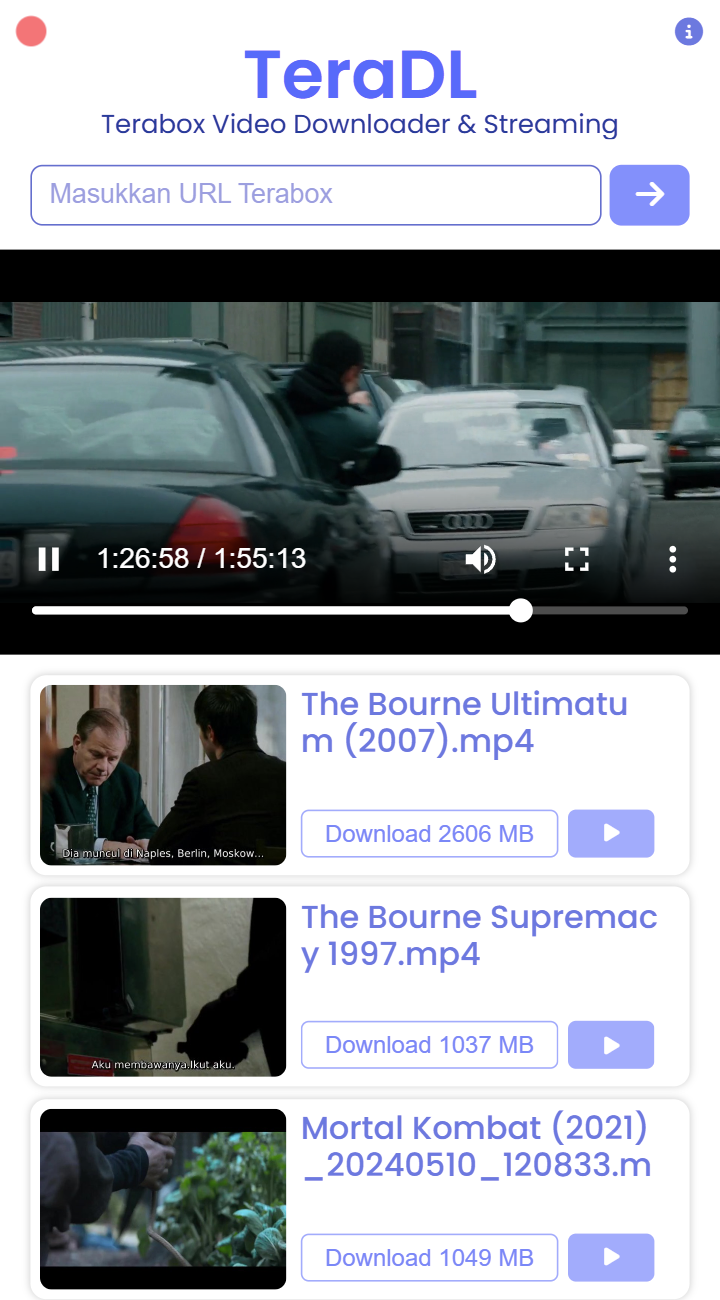 TeraDL
Terabox Video Downloader & Streaming
Masukkan URL Terabox
1:26:58 / 1:55:13
The Bourne Ultimatu
m (2007).mp4
Dia muncul di Naples, Berlin, Moskow...
Download 2606 MB
The Bourne Supremac
y 1997.mp4
Aku membawanya.Ikut aku.
Download 1037 MB
Mortal Kombat (2021)
_20240510_120833.m
Download 1049 MB